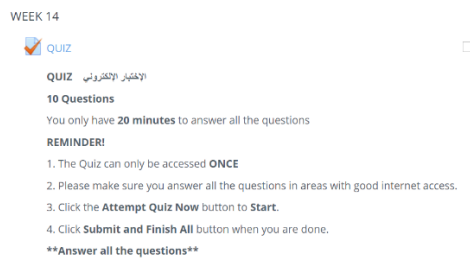 WEEK 14
QUIZ
QUIZ الإختبار الإلكتروني
10 Questions
You only have 20 minutes to answer all the questions
REMINDER!
1. The Quiz can only be accessed ONCE
2. Please make sure you answer all the questions in areas with good internet access.
3. Click the Attempt Quiz Now button to Start.
4. Click Submit and Finish All button when you are done.
**Answer all the questions**